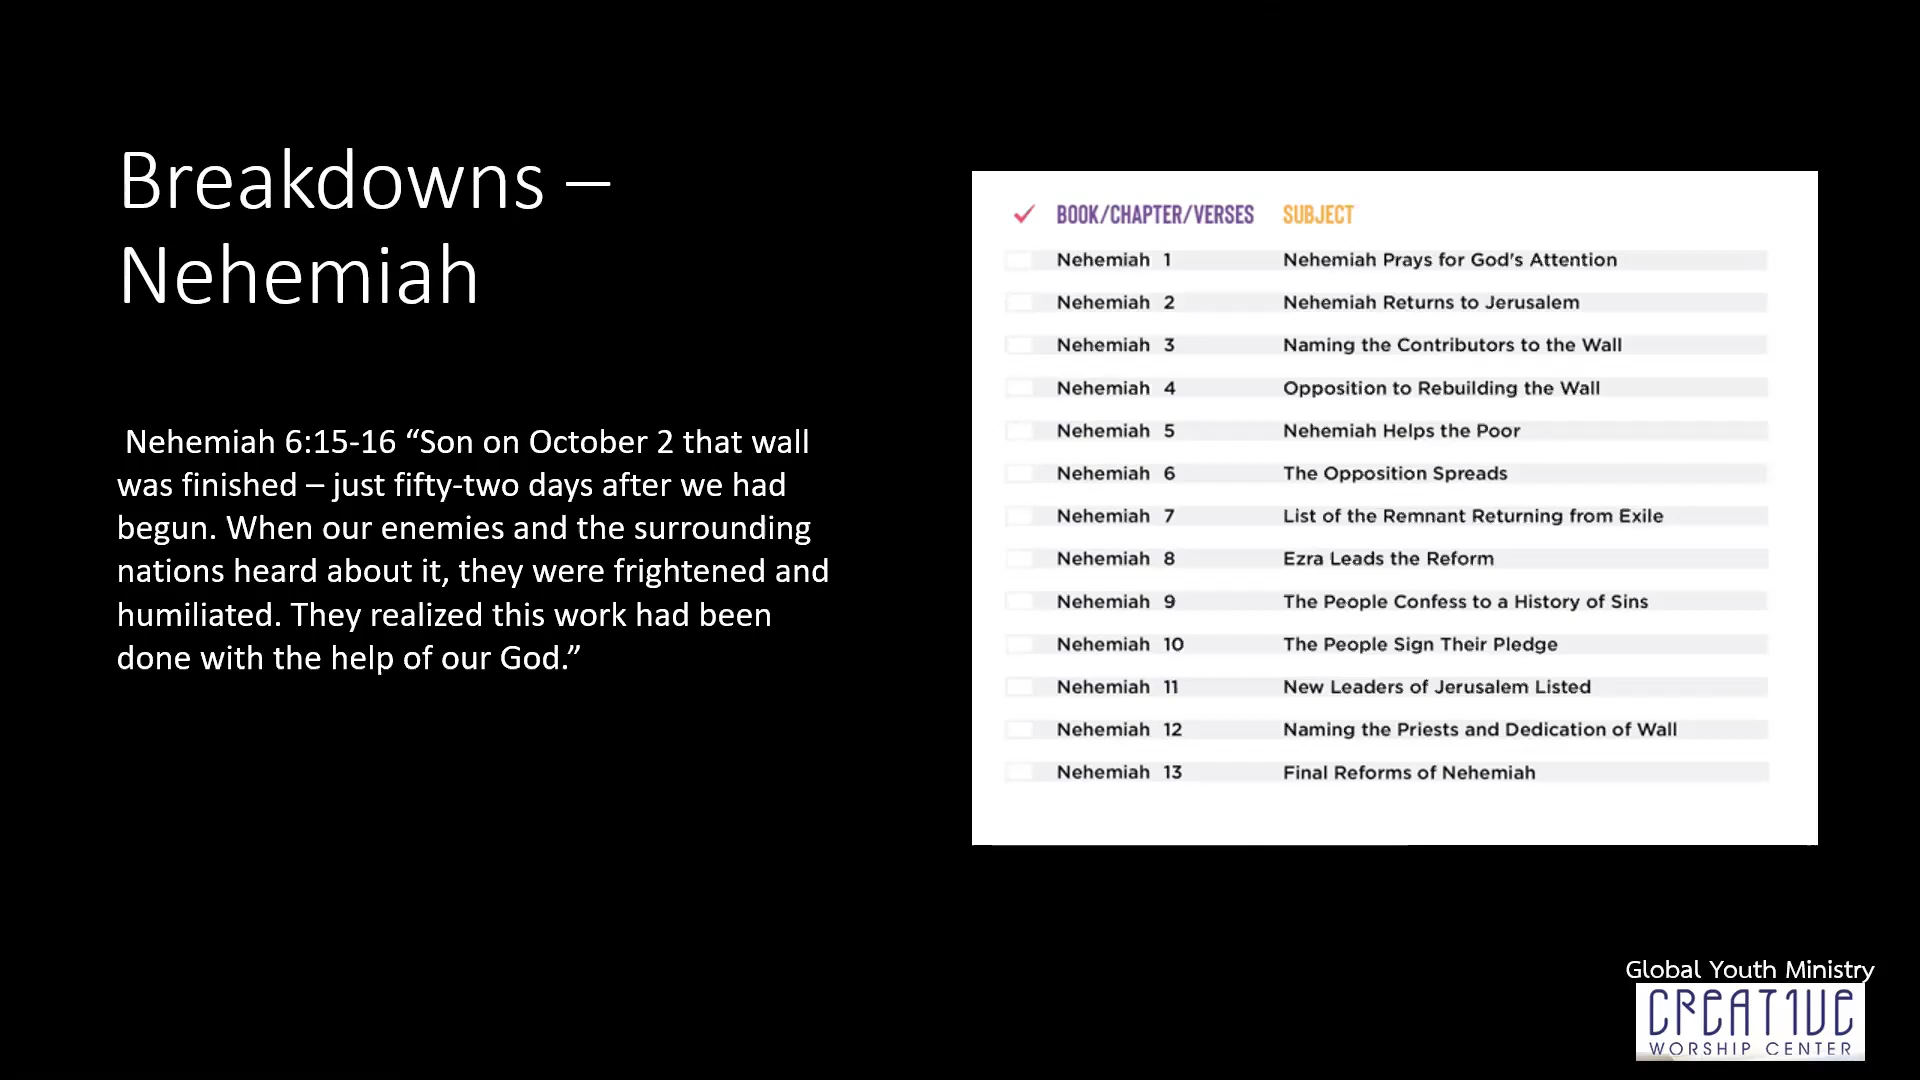 Breakdowns –
Nehemiah
Nehemiah 6:15-16 “Son on October 2 that wall
was finished – just fifty-two days after we had
begun. When our enemies and the surrounding
nations heard about it, they were frightened and
humiliated. They realized this work had been
done with the help of our God.”
BOOK/CHAPTER/VERSES SUBJECT
Nehemiah 1 Nehemiah Prays for God's Attention
Nehemiah 2 Nehemiah Returns to Jerusalem
Nehemiah 3 Naming the Contributors to the Wall
Nehemiah 4 Opposition to Rebuilding the Wall
Nehemiah 5 Nehemiah Helps the Poor
Nehemiah 6 The Opposition Spreads
Nehemiah 7 List of the Remnant Returning from Exile
Nehemiah 8 Ezra Leads the Reform
Nehemiah 9 The People Confess to a History of Sins
Nehemiah 10 The People Sign Their Pledge
Nehemiah 11 New Leaders of Jerusalem Listed
Nehemiah 12 Naming the Priests and Dedication of Wall
Nehemiah 13 Final Reforms of Nehemiah
Global Youth Ministry
CREAT1VE
WORSHIP CENTER